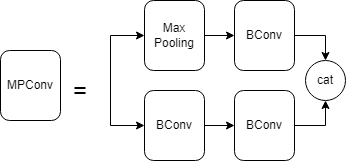 MPConv
=
Max
Pooling
BConv
BConv
BConv
cat